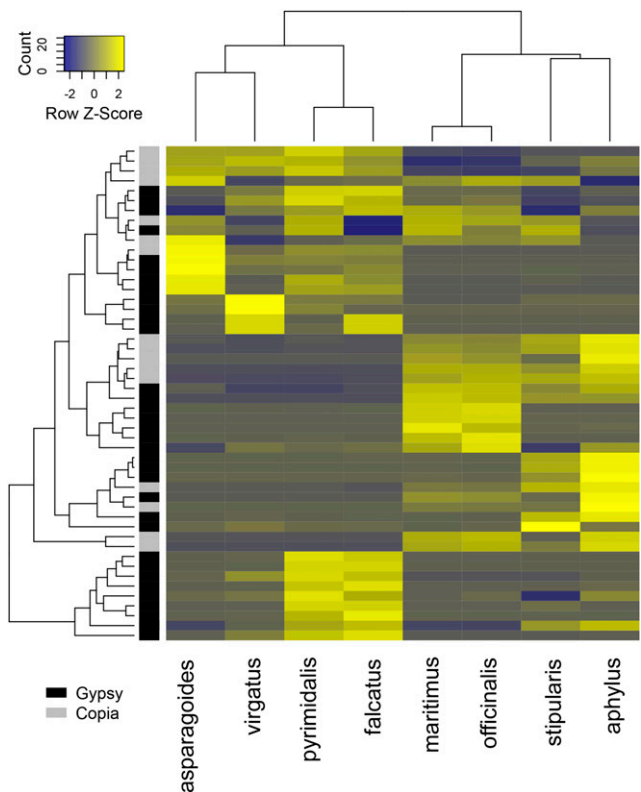 Count
0
20
-2
0
2
Row Z-Score
Gypsy
Copia
asparagoides
virgatus
pyrimidalis
falcatus
maritimus
officinalis
stipularis
aphylus